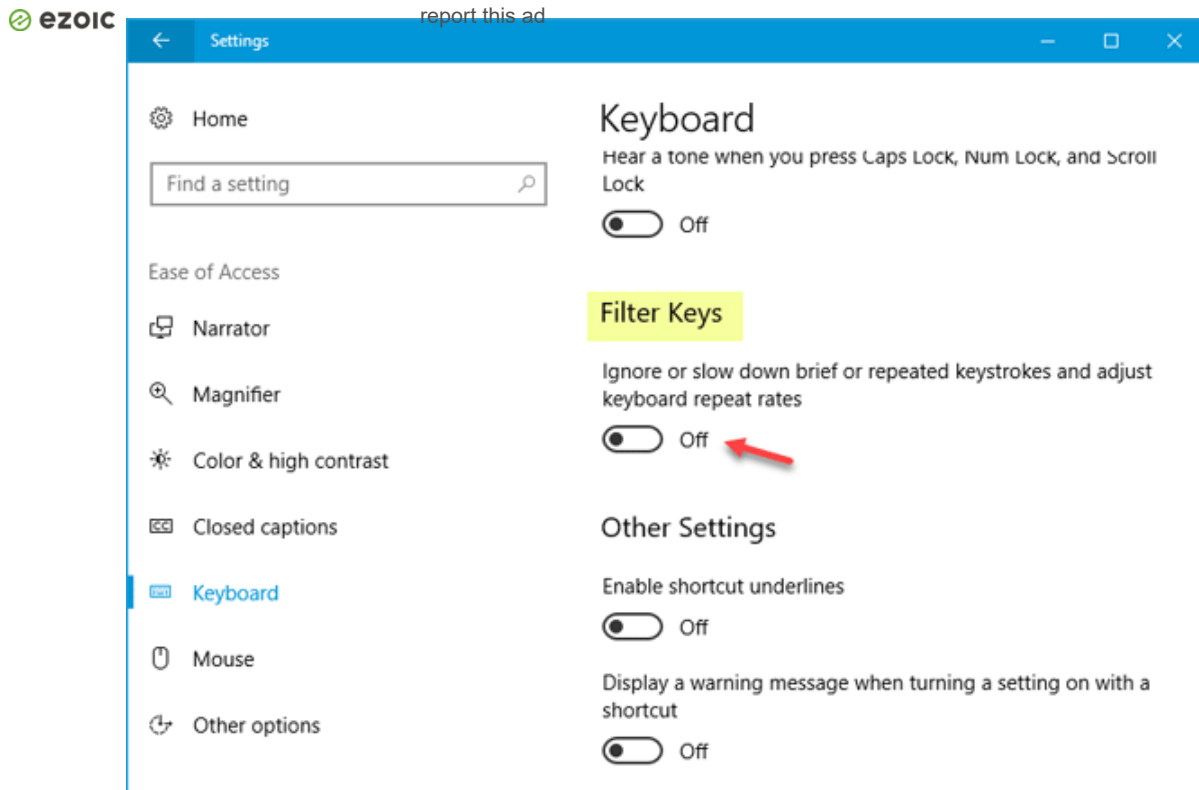 ezoic
report this ad
Settings
Home
Find a setting
Ease of Access
Narrator
Magnifier
Color & high contrast
CC
Closed captions
Keyboard
Mouse
Other options
Keyboard
Hear a tone when you press Caps Lock, Num Lock, and Scroll
Lock
Off
Filter Keys
Ignore or slow down brief or repeated keystrokes and adjust
keyboard repeat rates
Off
Other Settings
Enable shortcut underlines
Off
Display a warning message when turning a setting on with a
shortcut
Off